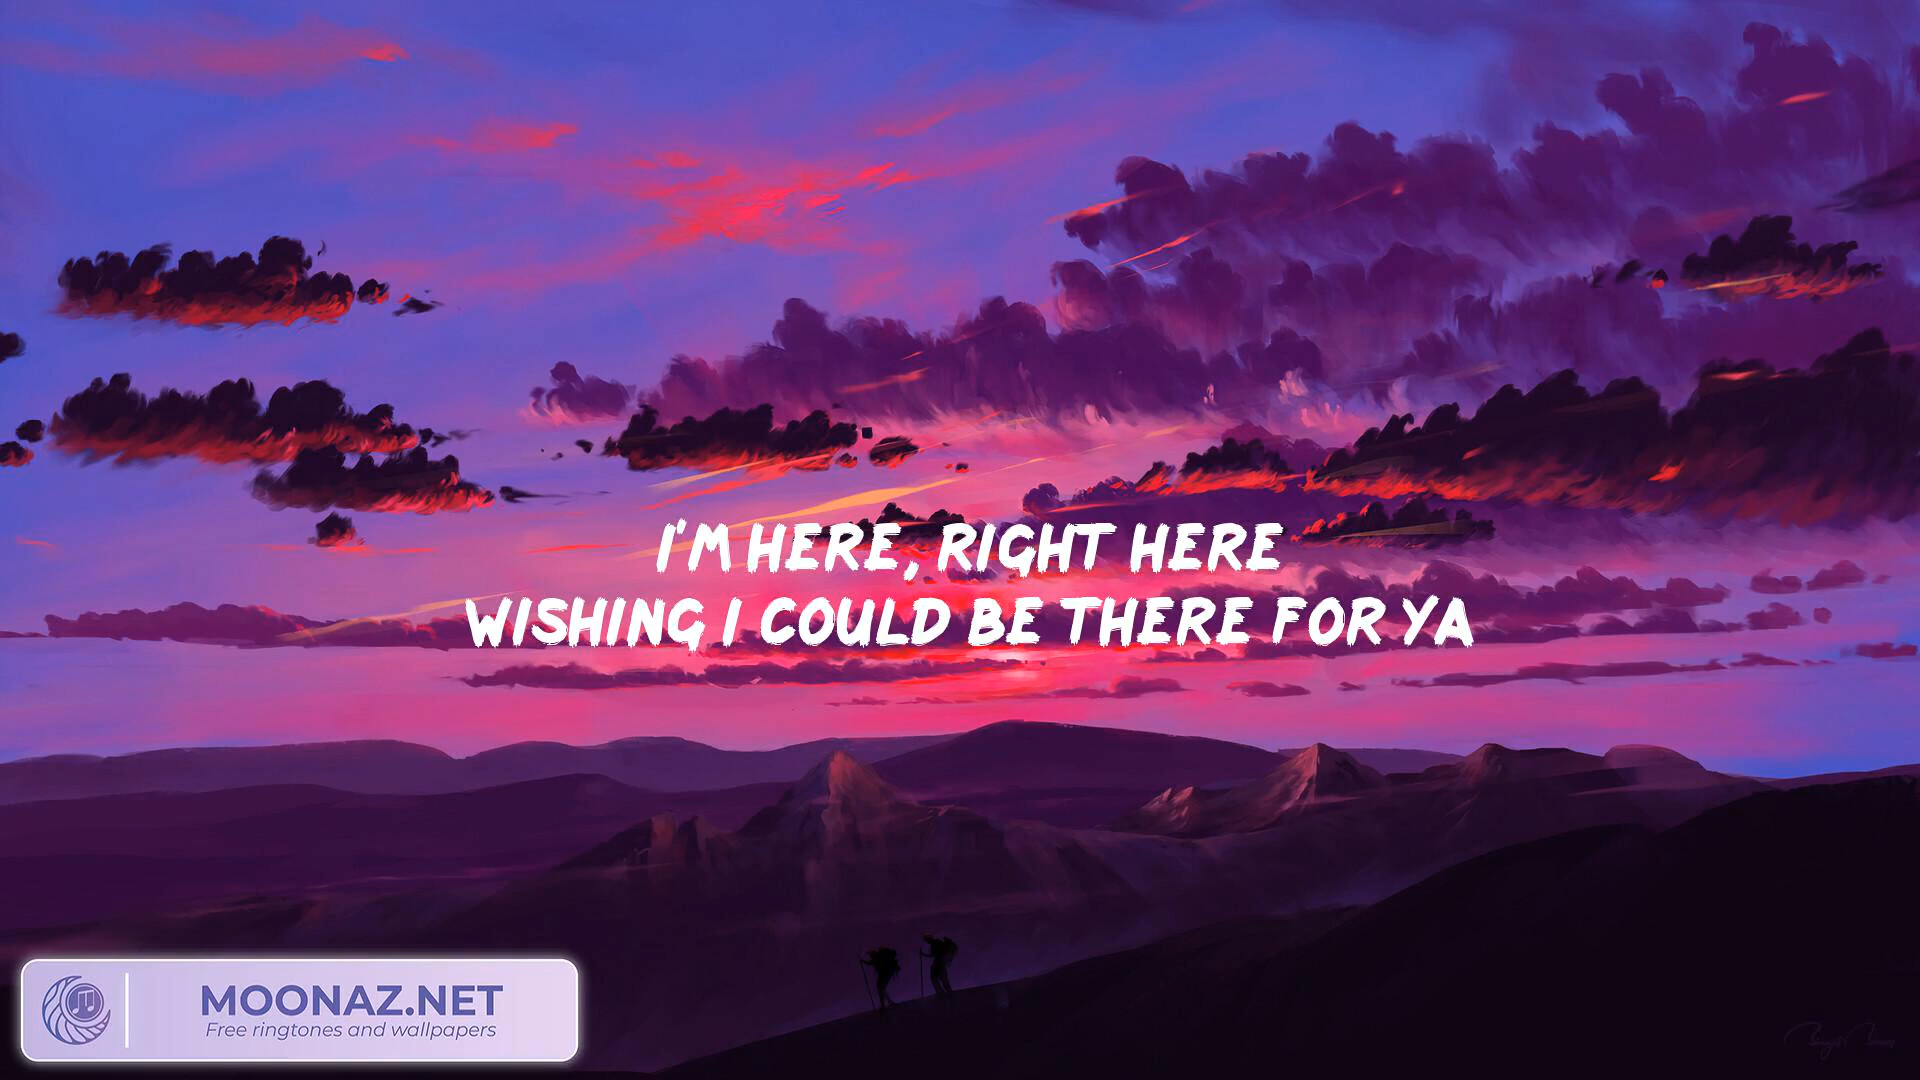 I'M HERE, RIGHT HERE
WISHING I COULD BE THERE FOR YA
MOONAZ.NET
Free ringtones and wallpapers